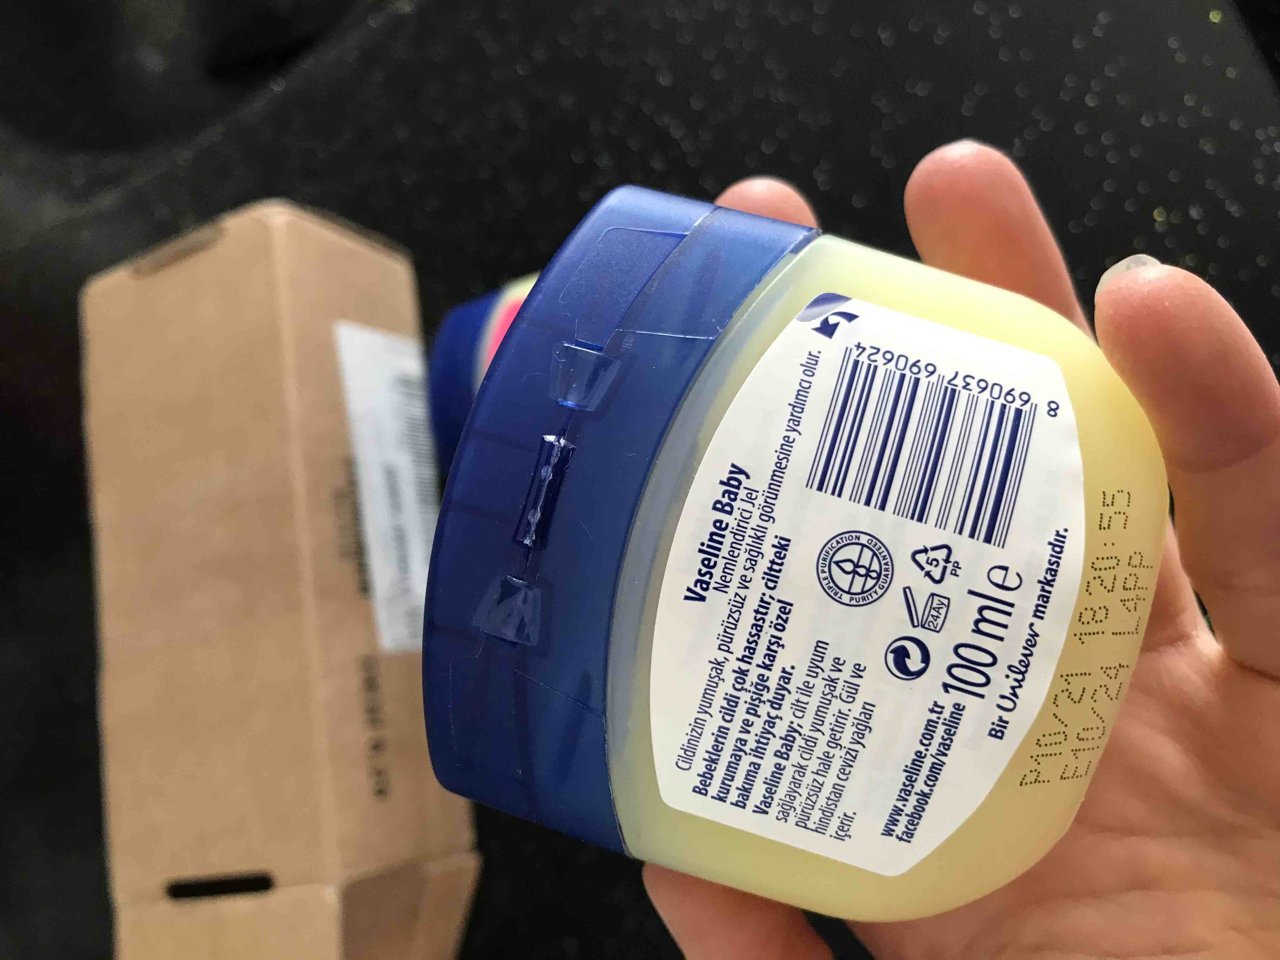 Vaseline Baby
Nemlendirici Jel
Cildinizin yumuşak, pürüzsüz ve sağlıklı görünmesine yardımcı olur.
Bebeklerin cildi çok hassastır; ciltteki
kurumaya ve pişiğe karşı özel
bakıma ihtiyaç duyar.
Vaseline Baby; cilt ile uyum
sağlayarak cildi yumuşak ve
pürüzsüz hale getirir. Gül ve
hindistan cevizi yağları
içerir.
www.vaseline.com.tr
facebook.com/vaseline
TRIPLE PURIFICATION
PURITY GUARANTEED
24Ay
5
PP
100 ml e
Bir Unilever markasıdır.
8 690637 690624
P10/21 18 20:55
E10/24 L4PP